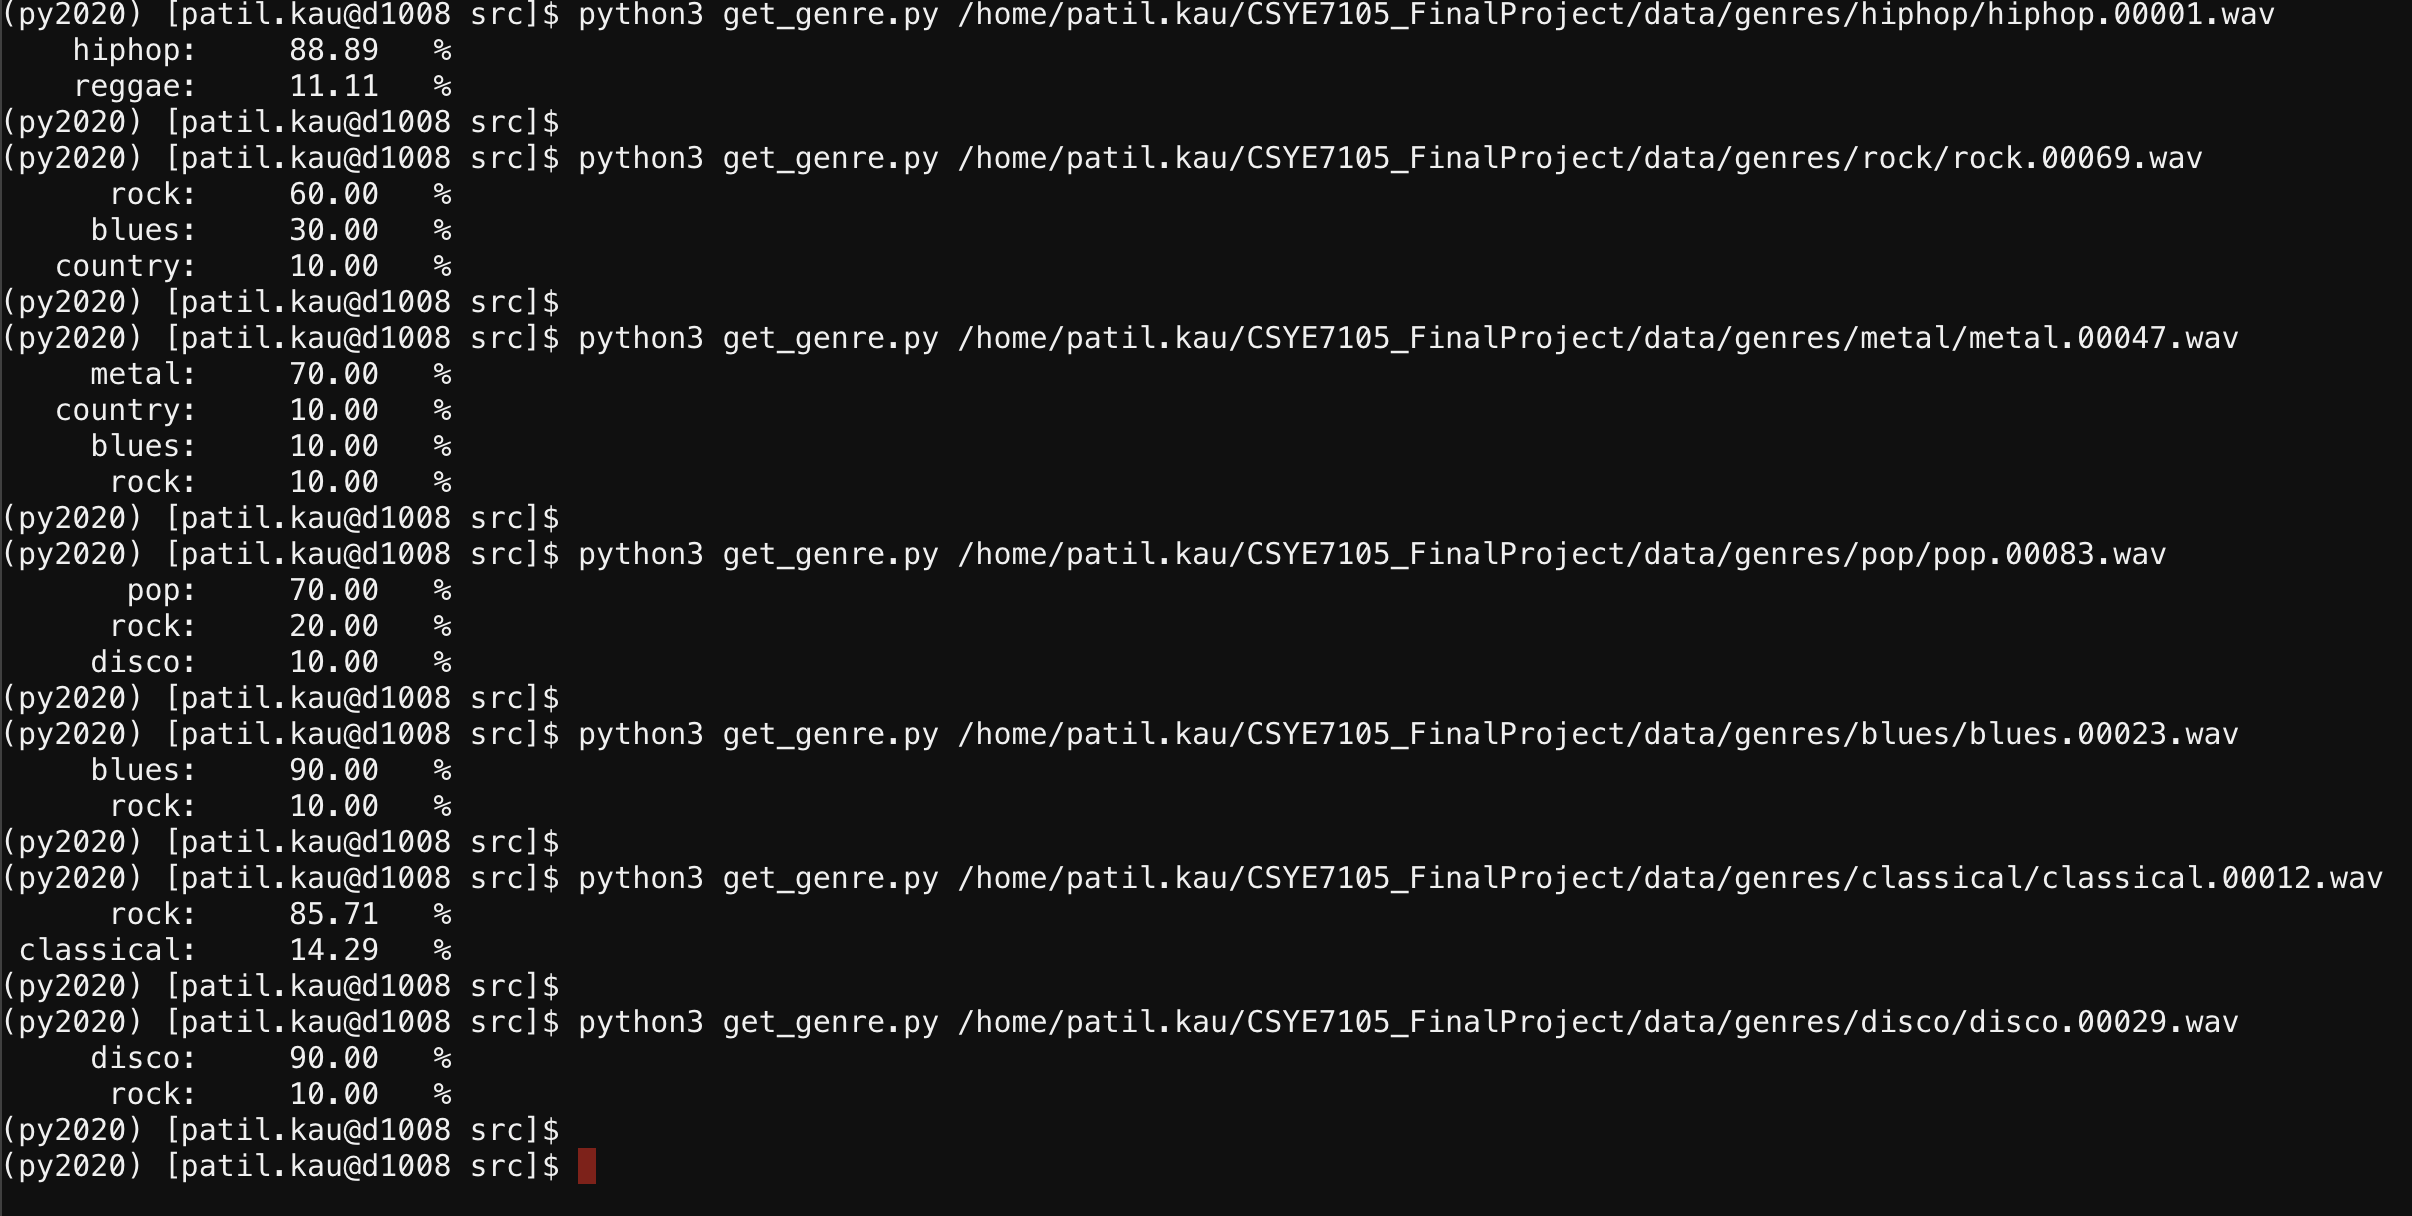 (py2020) [patil.kau@d1008 src]$ python3 get_genre.py /home/patil.kau/CSYE7105_FinalProject/data/genres/hiphop/hiphop.00001.wav
hiphop: 88.89 %
reggae: 11.11 %
(py2020) [patil.kau@d1008 src]$
(py2020) [patil.kau@d1008 src]$ python3 get_genre.py /home/patil.kau/CSYE7105_FinalProject/data/genres/rock/rock.00069.wav
rock: 60.00 %
blues: 30.00 %
country: 10.00 %
(py2020) [patil.kau@d1008 src]$
(py2020) [patil.kau@d1008 src]$ python3 get_genre.py /home/patil.kau/CSYE7105_FinalProject/data/genres/metal/metal.00047.wav
metal: 70.00 %
country: 10.00 %
blues: 10.00 %
rock: 10.00 %
(py2020) [patil.kau@d1008 src]$
(py2020) [patil.kau@d1008 src]$ python3 get_genre.py /home/patil.kau/CSYE7105_FinalProject/data/genres/pop/pop.00083.wav
pop: 70.00 %
rock: 20.00 %
disco: 10.00 %
(py2020) [patil.kau@d1008 src]$
(py2020) [patil.kau@d1008 src]$ python3 get_genre.py /home/patil.kau/CSYE7105_FinalProject/data/genres/blues/blues.00023.wav
blues: 90.00 %
rock: 10.00 %
(py2020) [patil.kau@d1008 src]$
(py2020) [patil.kau@d1008 src]$ python3 get_genre.py /home/patil.kau/CSYE7105_FinalProject/data/genres/classical/classical.00012.wav
rock: 85.71 %
classical: 14.29 %
(py2020) [patil.kau@d1008 src]$
(py2020) [patil.kau@d1008 src]$ python3 get_genre.py /home/patil.kau/CSYE7105_FinalProject/data/genres/disco/disco.00029.wav
disco: 90.00 %
rock: 10.00 %
(py2020) [patil.kau@d1008 src]$
(py2020) [patil.kau@d1008 src]$